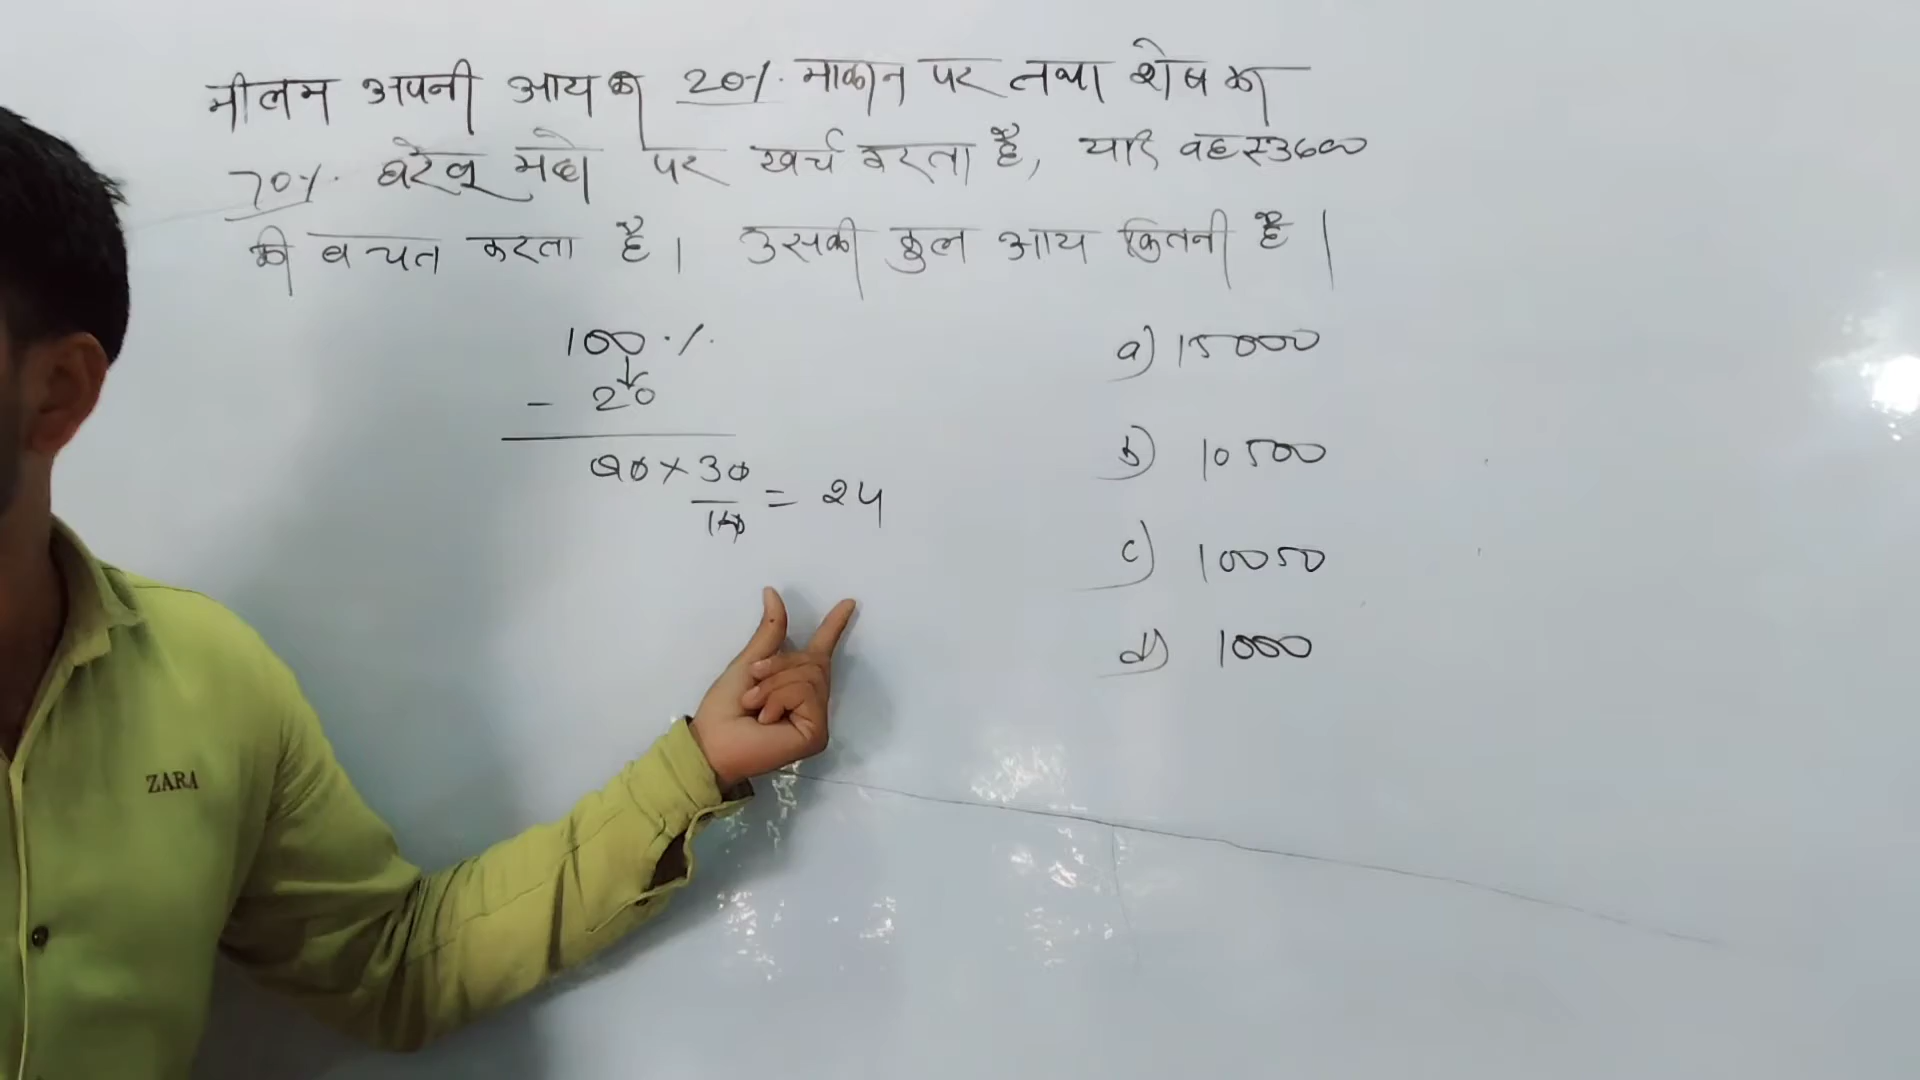 नीलम अपनी आय का 20% माकान पर तथा शेष का
70% घरेलू मदो पर खर्च करता है, यदि वह रू3600
की बचत करता है। उसकी कुल आय कितनी है।
100%
- 20
80 x 30
100
= 24
a) 15000
b) 10500
c) 10050
d) 1000
ZARA